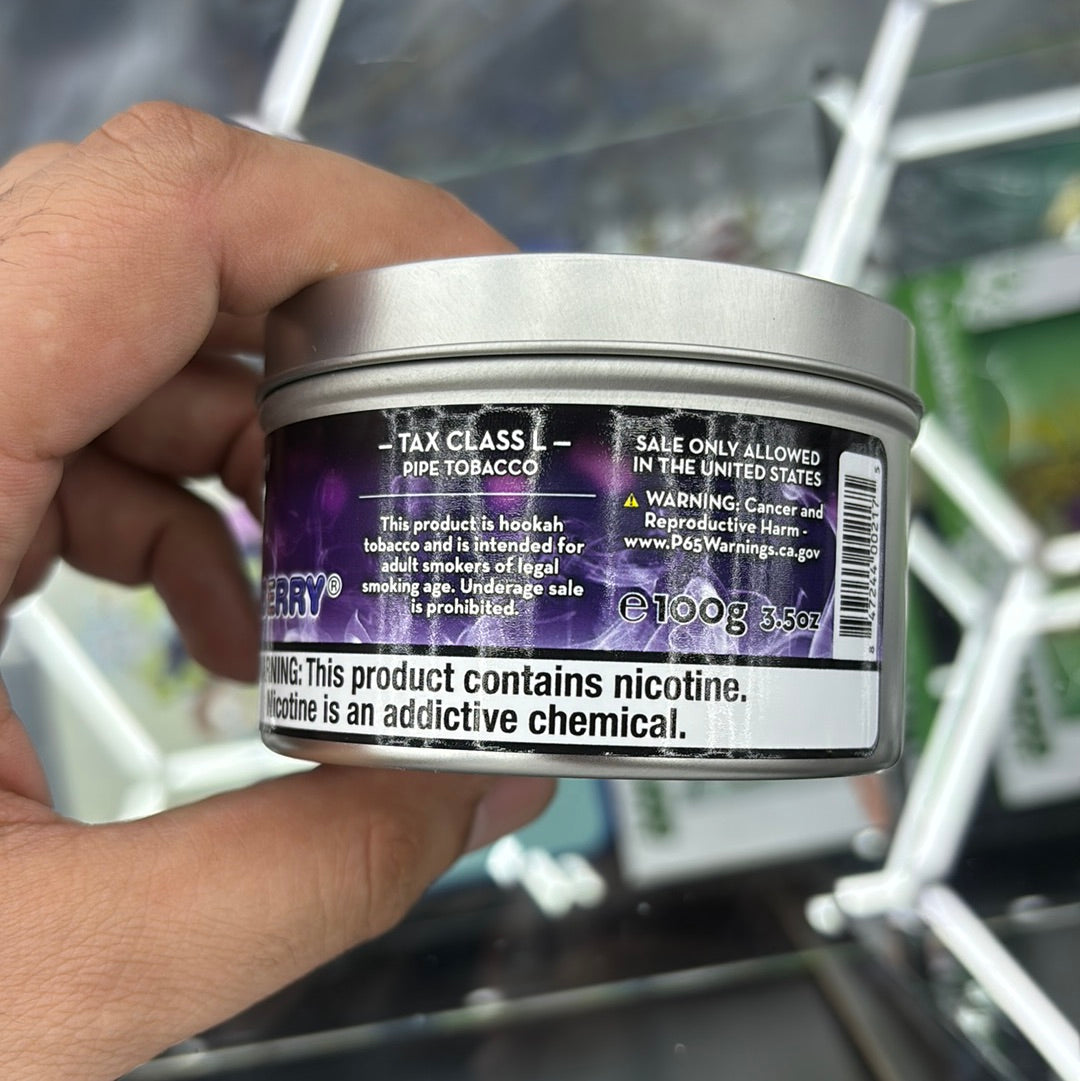 – TAX CLASS L –
PIPE TOBACCO
This product is hookah
tobacco and is intended for
adult smokers of legal
smoking age. Underage sale
is prohibited.
ERRY®
SALE ONLY ALLOWED
IN THE UNITED STATES
⚠ WARNING: Cancer and
Reproductive Harm -
www.P65Warnings.ca.gov
℮100g 3.5oz
NING: This product contains nicotine.
Nicotine is an addictive chemical.